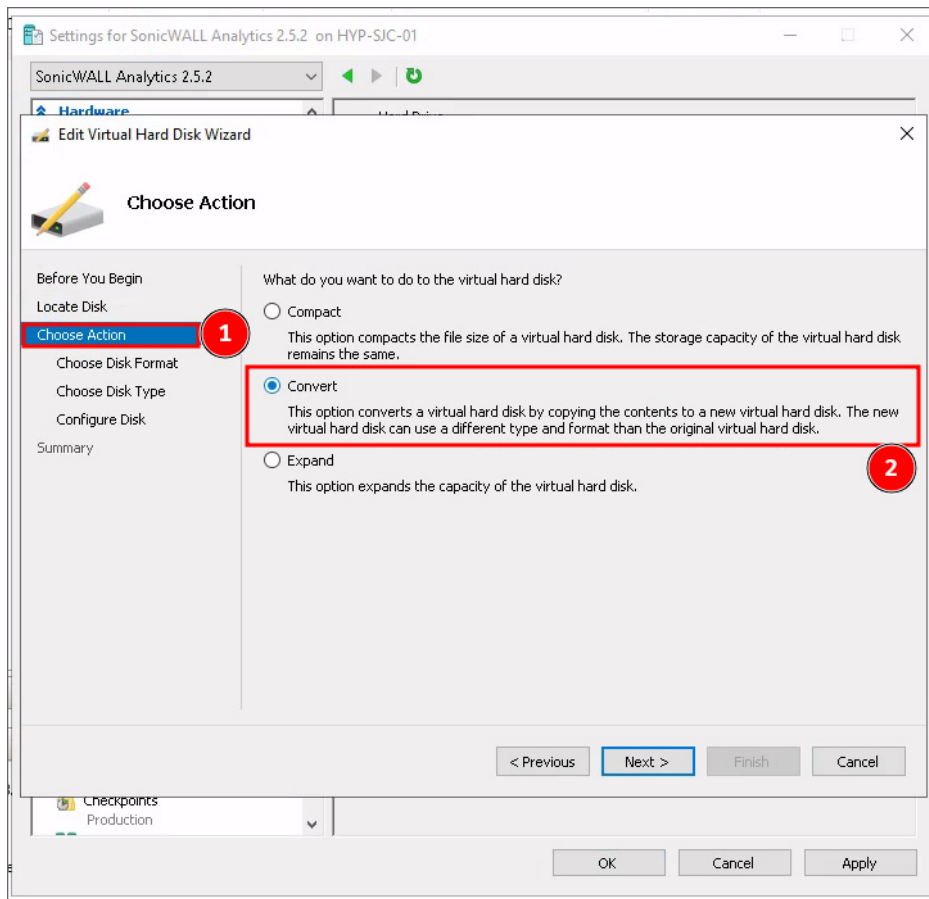 Settings for SonicWALL Analytics 2.5.2 on HYP-SJC-01
SonicWALL Analytics 2.5.2
Hardware
Hard Drive
Edit Virtual Hard Disk Wizard
Choose Action
Before You Begin
Locate Disk
Choose Action
1
Choose Disk Format
Choose Disk Type
Configure Disk
Summary
What do you want to do to the virtual hard disk?
Compact
This option compacts the file size of a virtual hard disk. The storage capacity of the virtual hard disk
remains the same.
Convert
This option converts a virtual hard disk by copying the contents to a new virtual hard disk. The new
virtual hard disk can use a different type and format than the original virtual hard disk.
2
Expand
This option expands the capacity of the virtual hard disk.
< Previous
Next >
Finish
Cancel
Checkpoints
Production
OK
Cancel
Apply